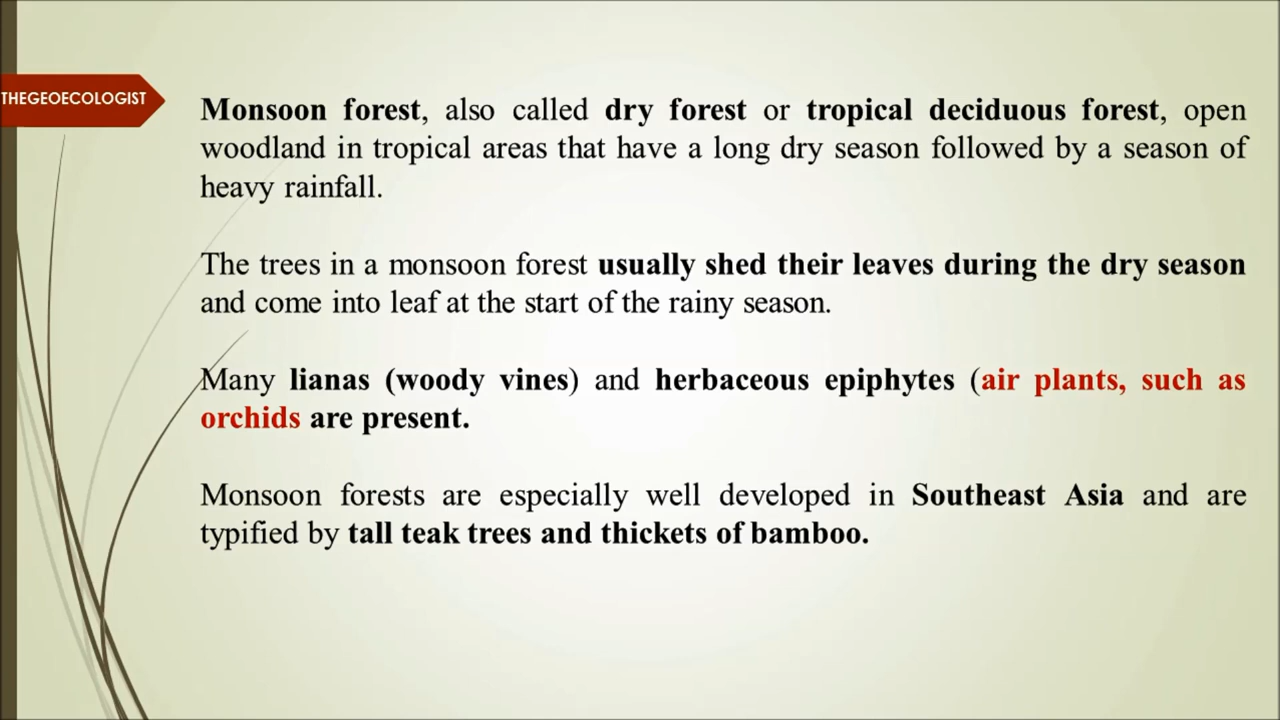 THEGEOECOLOGIST
Monsoon forest, also called dry forest or tropical deciduous forest, open
woodland in tropical areas that have a long dry season followed by a season of
heavy rainfall.
The trees in a monsoon forest usually shed their leaves during the dry season
and come into leaf at the start of the rainy season.
Many lianas (woody vines) and herbaceous epiphytes (air plants, such as
orchids are present.
Monsoon forests are especially well developed in Southeast Asia and are
typified by tall teak trees and thickets of bamboo.